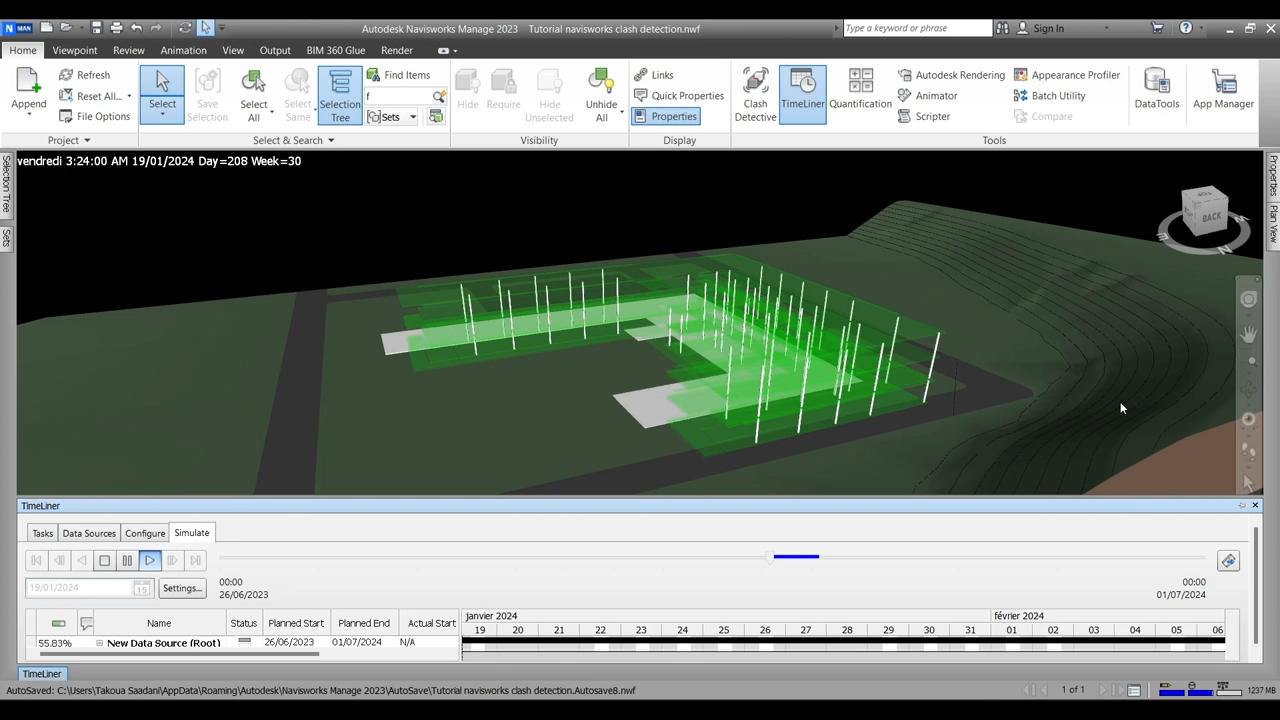 N MAN
Autodesk Navisworks Manage 2023 Tutorial navisworks clash detection.nwf
Type a keyword or phrase
Sign In
Home Viewpoint Review Animation View Output BIM 360 Glue Render
Append
Refresh
Reset All...
File Options
Project
Select
Save Selection
Select All
Select Same
Selection Tree
Find Items
f
Sets
Select & Search
Hide
Require
Hide Unselected
Unhide All
Visibility
Links
Quick Properties
Properties
Display
Clash Detective
TimeLiner
Quantification
Autodesk Rendering
Animator
Scripter
Appearance Profiler
Batch Utility
Compare
Tools
DataTools
App Manager
vendredi 3:24:00 AM 19/01/2024 Day=208 Week=30
Selection Tree
Sets
Properties
Plan View
BACK
TimeLiner
Tasks Data Sources Configure Simulate
19/01/2024
15
Settings...
00:00
26/06/2023
00:00
01/07/2024
Name Status Planned Start Planned End Actual Start
janvier 2024 février 2024
19 20 21 22 23 24 25 26 27 28 29 30 31 01 02 03 04 05 06
55.83% New Data Source (Root) 26/06/2023 01/07/2024 N/A
TimeLiner
AutoSaved: C:\Users\Takoua Saadani\AppData\Roaming\Autodesk\Navisworks Manage 2023\AutoSave\Tutorial navisworks clash detection.Autosave8.nwf
1 of 1
1237 MB